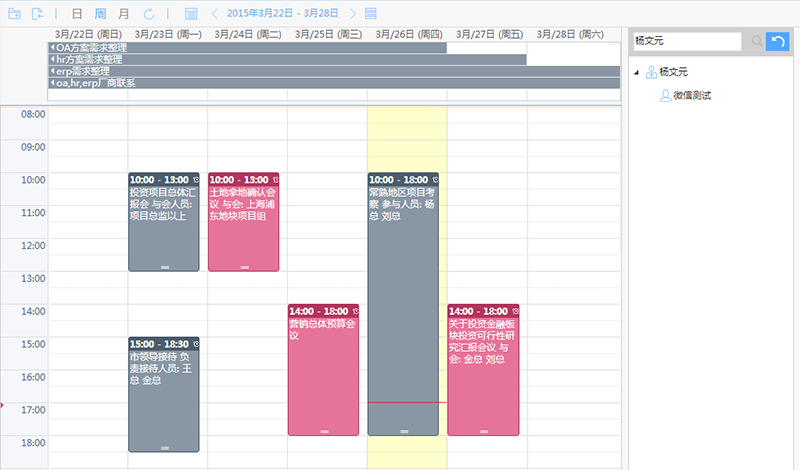 日 周 月 2015年3月22日 - 3月28日
3月/22日 (周日) 3月/23日 (周一) 3月/24日 (周二) 3月/25日 (周三) 3月/26日 (周四) 3月/27日 (周五) 3月/28日 (周六)
OA方案需求整理
hr方案需求整理
erp需求整理
oa,hr,erp厂商联系
08:00
09:00
10:00
11:00
12:00
13:00
14:00
15:00
16:00
17:00
18:00
10:00 - 13:00
投资项目总体汇
报会 与会人员:
项目总监以上
15:00 - 18:30
市领导接待 负
责接待人员: 王
总 金总
10:00 - 13:00
土地拿地确认会
议 与会: 上海浦
东地块项目组
14:00 - 18:00
营销总体预算会
议
10:00 - 18:00
常熟地区项目考
察 参与人员: 杨
总 刘总
14:00 - 18:00
关于投资金融板
块投资可行性研
究汇报会议 与
会: 金总 刘总
杨文元
杨文元
微信测试